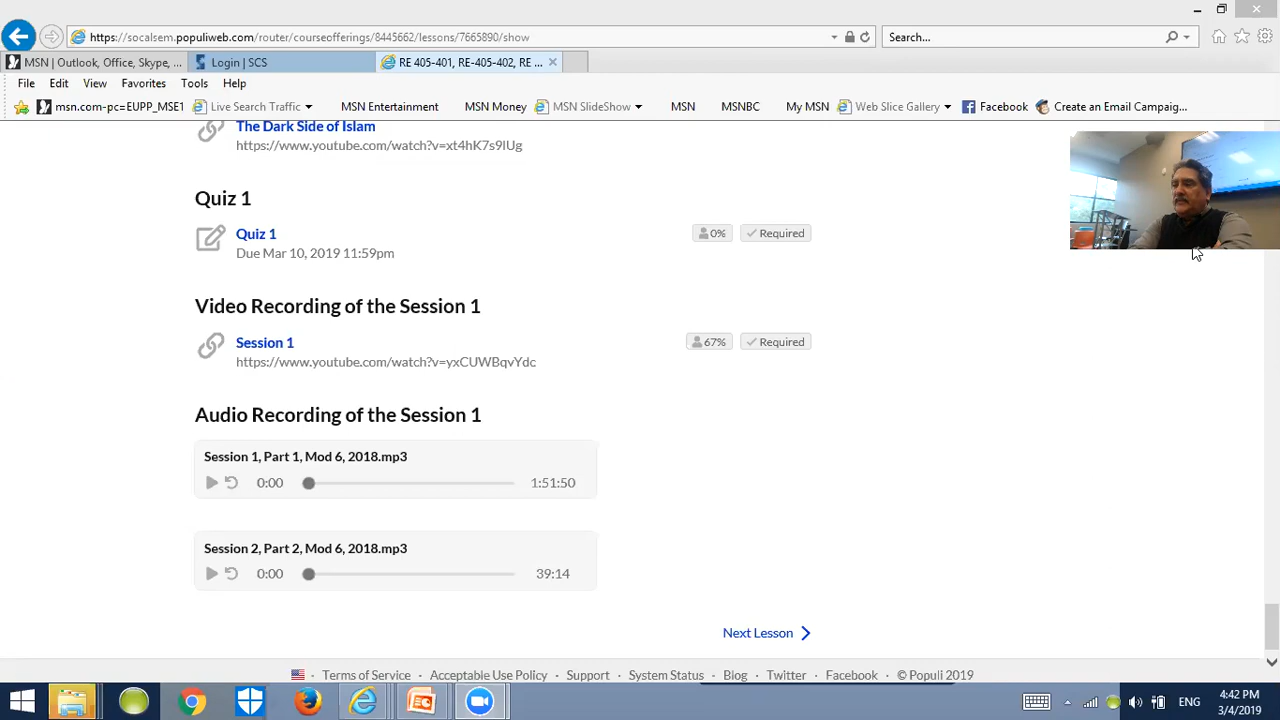 https://socalsem.populiweb.com/router/courseofferings/8445662/lessons/7665890/show
Search...
MSN | Outlook, Office, Skype, ...
Login | SCS
RE 405-401, RE-405-402, RE ...
File Edit View Favorites Tools Help
msn.com-pc=EUPP_MSE1 Live Search Traffic MSN Entertainment MSN Money MSN SlideShow MSN MSNBC My MSN Web Slice Gallery Facebook Create an Email Campaig...
The Dark Side of Islam
https://www.youtube.com/watch?v=xt4hK7s9lUg
Quiz 1
Quiz 1 0% Required
Due Mar 10, 2019 11:59pm
Video Recording of the Session 1
Session 1 67% Required
https://www.youtube.com/watch?v=yxCUWBqvYdc
Audio Recording of the Session 1
Session 1, Part 1, Mod 6, 2018.mp3
0:00 1:51:50
Session 2, Part 2, Mod 6, 2018.mp3
0:00 39:14
Next Lesson
Terms of Service Acceptable Use Policy Support System Status Blog Twitter Facebook © Populi 2019
ENG
4:42 PM
3/4/2019